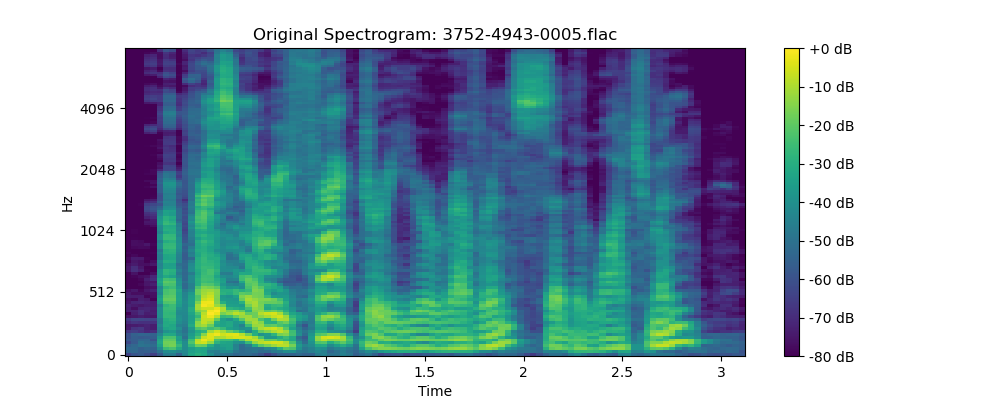 Original Spectrogram: 3752-4943-0005.flac
+0 dB
-10 dB
-20 dB
-30 dB
-40 dB
-50 dB
-60 dB
-70 dB
-80 dB
Hz
4096
2048
1024
512
0
0 0.5 1 1.5 2 2.5 3
Time